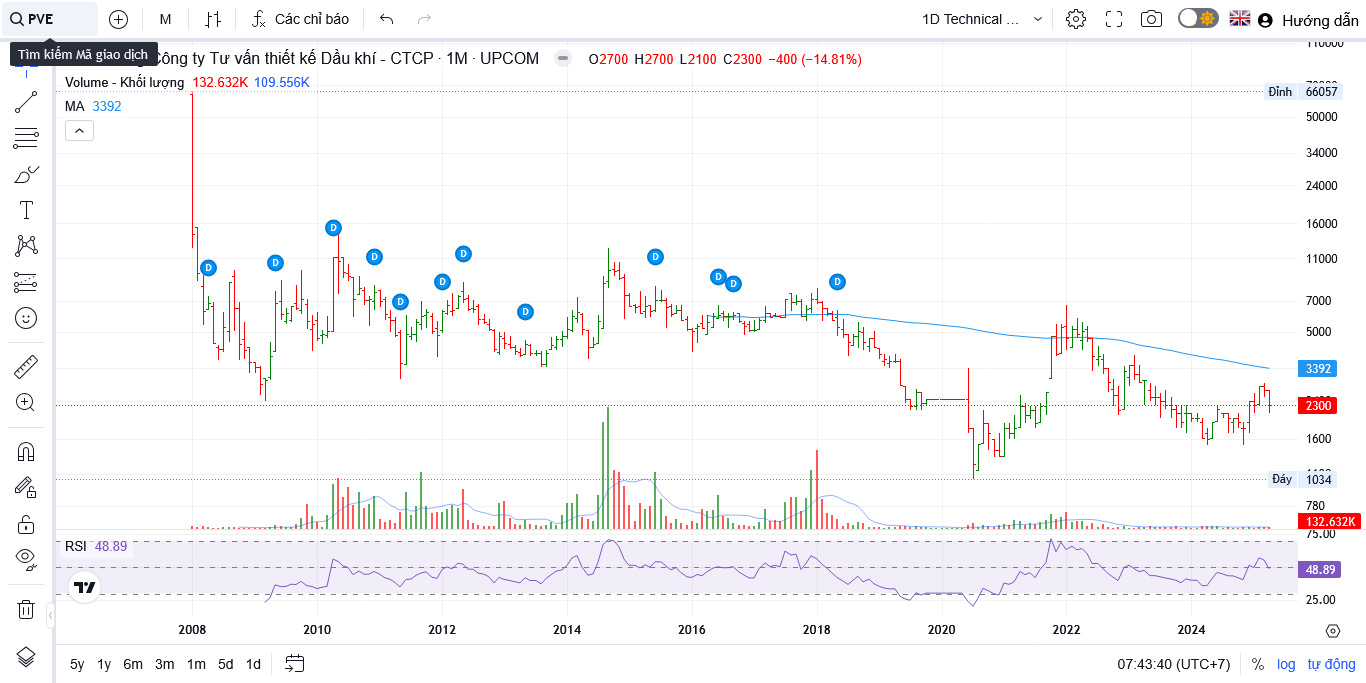 PVE
M
Các chỉ báo
1D Technical ...
Hướng dẫn
Tìm kiếm Mã giao dịch
Công ty Tư vấn thiết kế Dầu khí - CTCP · 1M · UPCOM
O2700 H2700 L2100 C2300 −400 (−14.81%)
Volume - Khối lượng 132.632K 109.556K
MA 3392
110000
Đỉnh 66057
50000
34000
24000
16000
11000
7000
5000
3392
2300
1600
Đáy 1034
780
132.632K
75.00
RSI 48.89
48.89
25.00
D
D
D
D
D
D
D
D
D
D
D
D
2008 2010 2012 2014 2016 2018 2020 2022 2024
5y 1y 6m 3m 1m 5d 1d
07:43:40 (UTC+7) % log tự động